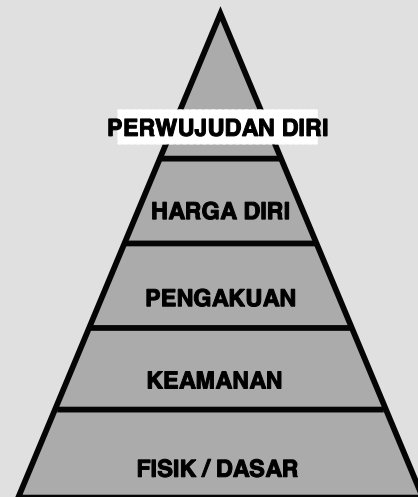 PERWUJUDAN DIRI
HARGA DIRI
PENGAKUAN
KEAMANAN
FISIK / DASAR